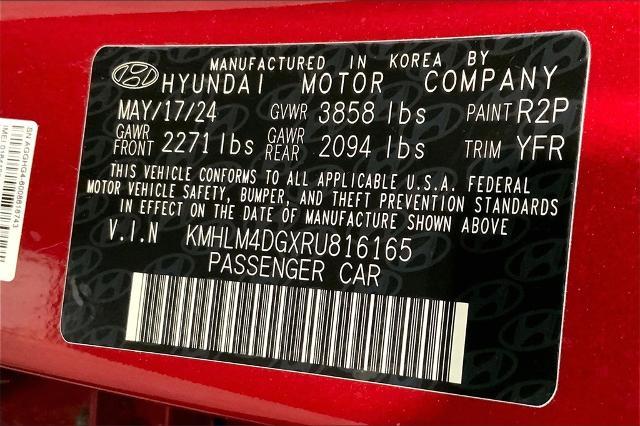 MANUFACTURED IN KOREA BY
HYUNDAI MOTOR COMPANY
MAY/17/24 GVWR 3858 lbs PAINT R2P
GAWR FRONT 2271 lbs GAWR REAR 2094 lbs TRIM YFR
THIS VEHICLE CONFORMS TO ALL APPLICABLE U.S.A. FEDERAL
MOTOR VEHICLE SAFETY, BUMPER, AND THEFT PREVENTION STANDARDS
IN EFFECT ON THE DATE OF MANUFACTURE SHOWN ABOVE
V.I.N KMHLM4DGXRU816165
PASSENGER CAR